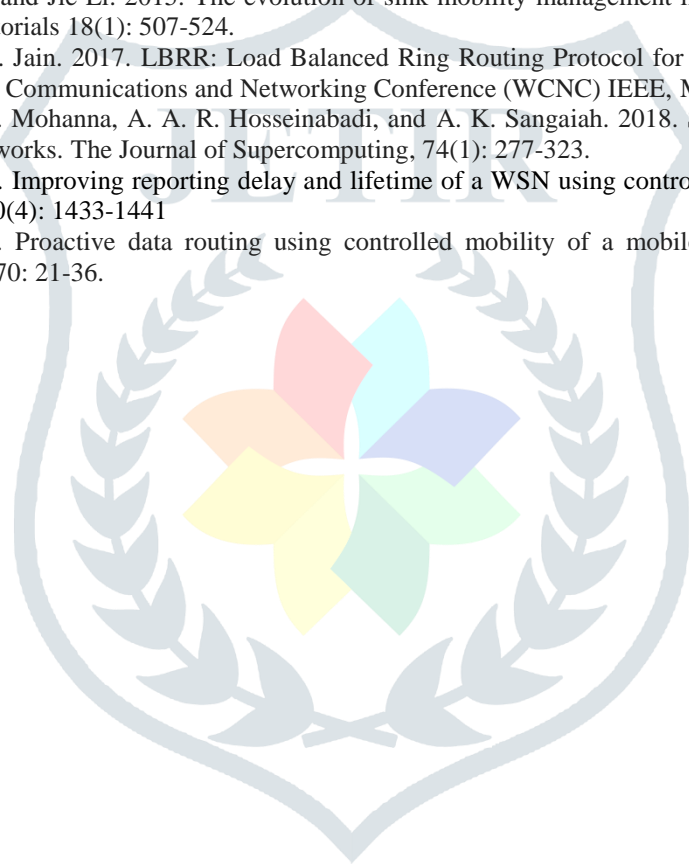 and Jie Li. 2015. The evolution of sink mobility management
torials 18(1): 507-524.
. Jain. 2017. LBRR: Load Balanced Ring Routing Protocol for
Communications and Networking Conference (WCNC) IEEE, M
. Mohanna, A. A. R. Hosseinabadi, and A. K. Sangaiah. 2018.
works. The Journal of Supercomputing, 74(1): 277-323.
. Improving reporting delay and lifetime of a WSN using contro
0(4): 1433-1441
. Proactive data routing using controlled mobility of a mobile
70: 21-36.
JETIR